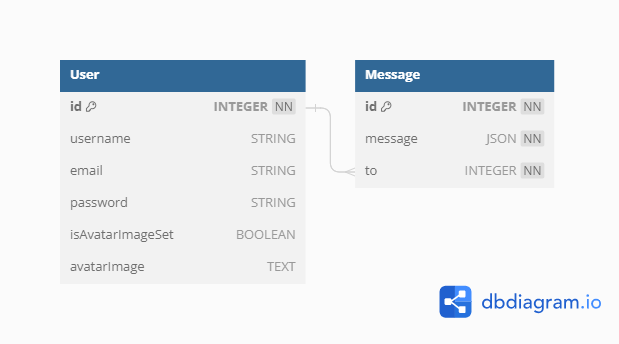 User
id INTEGER NN
username STRING
email STRING
password STRING
isAvatarImageSet BOOLEAN
avatarImage TEXT
Message
id INTEGER NN
message JSON NN
to INTEGER NN
dbdiagram.io